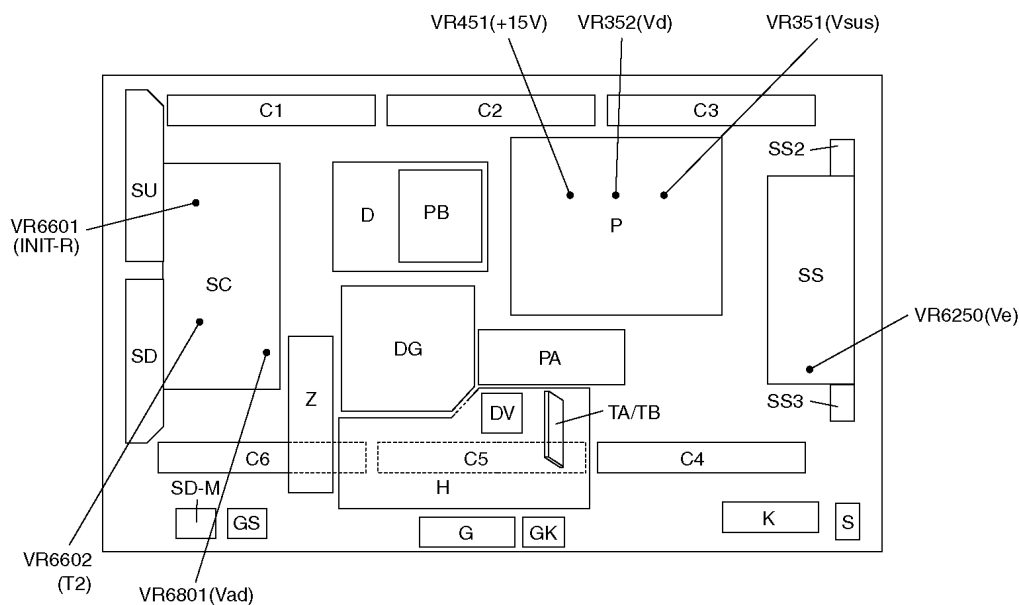 VR451(+15V)
VR352(Vd)
VR351(Vsus)
C1
C2
C3
SS2
SU
D
PB
P
VR6601
(INIT-R)
SC
SS
VR6250(Ve)
SD
DG
PA
Z
SS3
DV
TA/TB
C6
C5
C4
SD-M
H
GS
G
GK
K
S
VR6602
(T2)
VR6801(Vad)